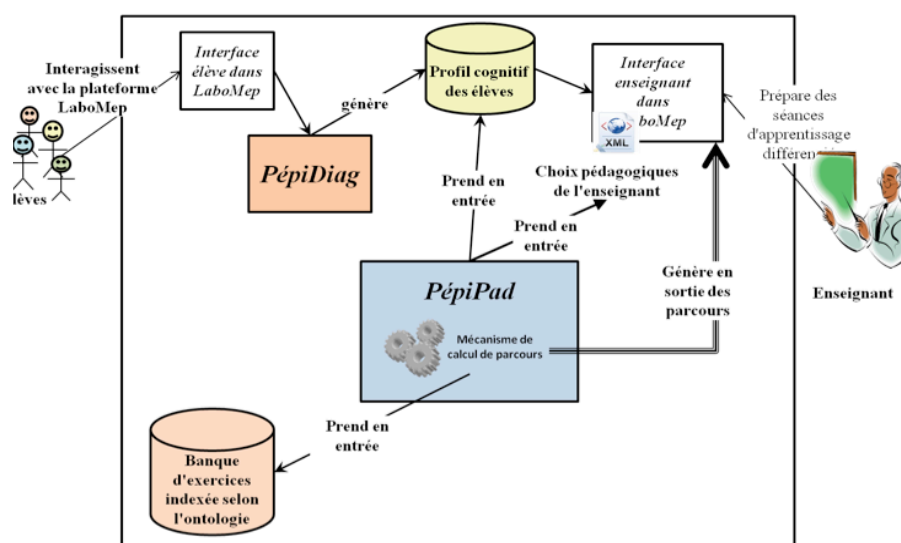 Interagissent
avec la plateforme
LaboMep
lèves
Interface
élève dans
LaboMep
génère
PépiDiag
Profil cognitif
des élèves
Interface
enseignant
dans
boMep
XML
Prépare des
séances
d'apprentissage
différen
Enseignant
Prend en
entrée
Choix pédagogiques
de l'enseignant
Prend en
entrée
PépiPad
Mécanisme de
calcul de parcours
Génère en
sortie des
parcours
Prend en
entrée
Banque
d'exercices
indexée selon
l'ontologie